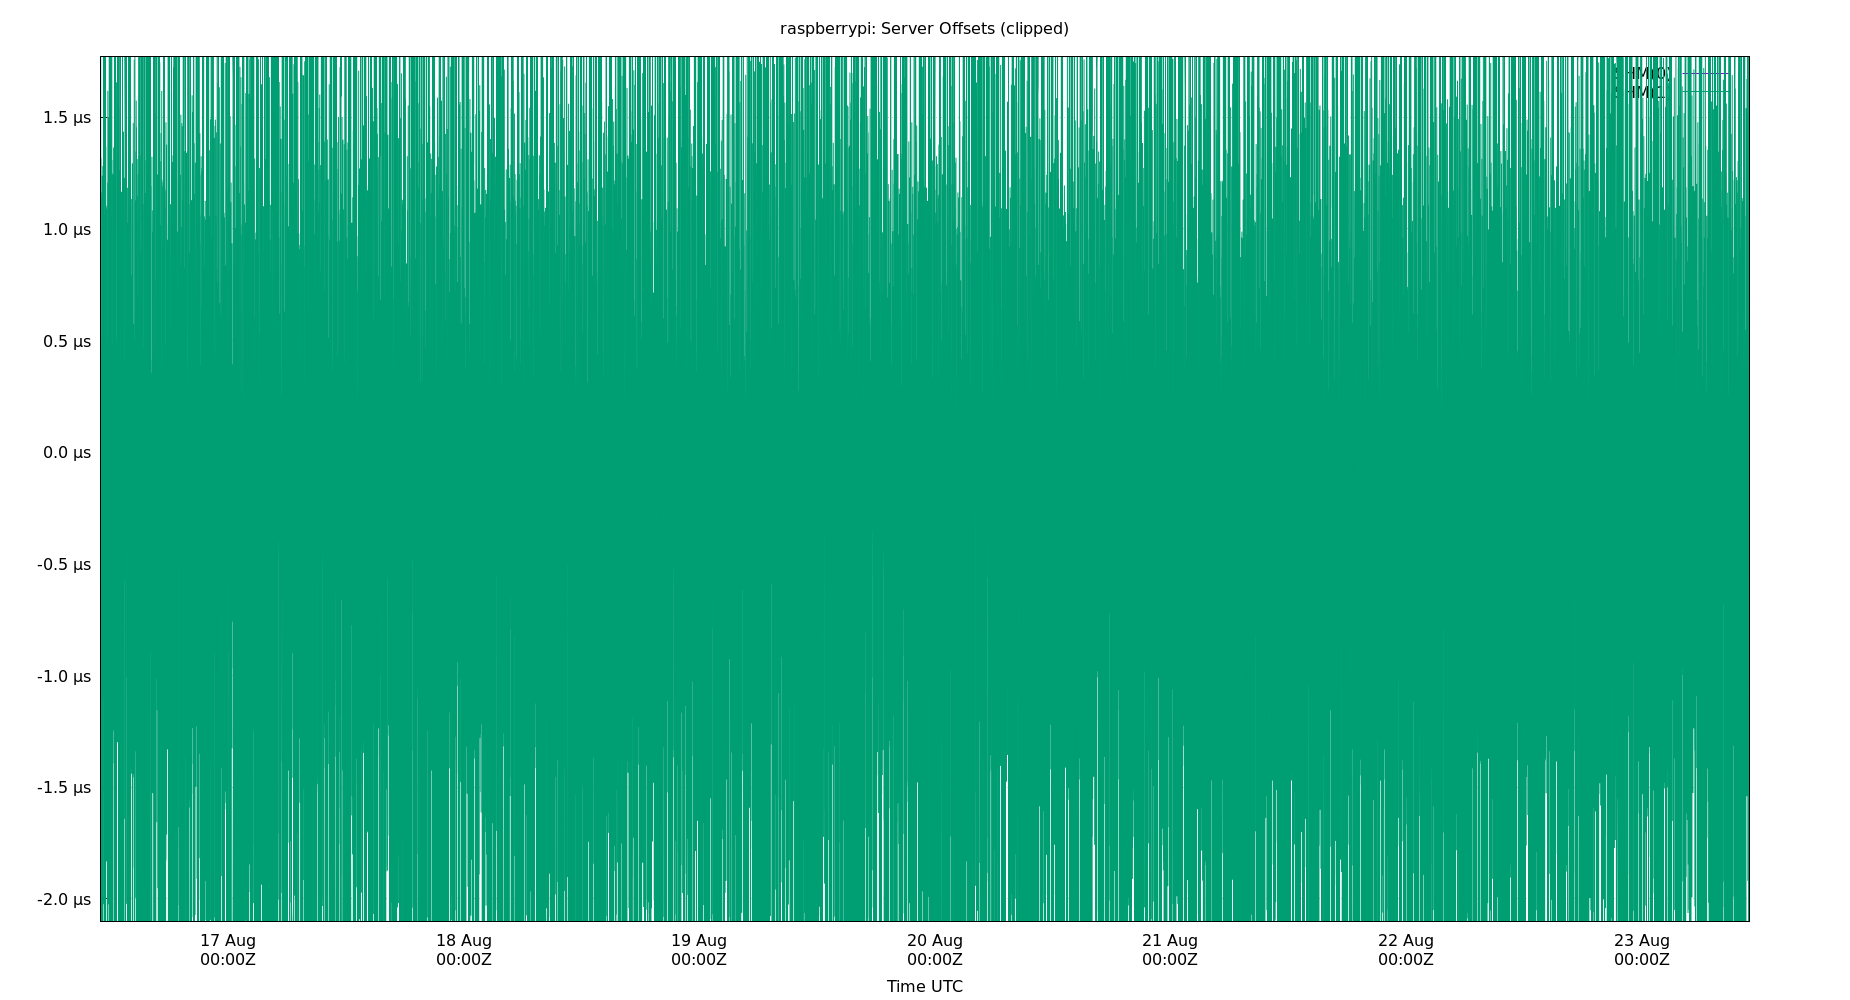 raspberrypi: Server Offsets (clipped)
1.5 µs
1.0 µs
0.5 µs
0.0 µs
-0.5 µs
-1.0 µs
-1.5 µs
-2.0 µs
17 Aug
00:00Z
18 Aug
00:00Z
19 Aug
00:00Z
20 Aug
00:00Z
21 Aug
00:00Z
22 Aug
00:00Z
23 Aug
00:00Z
Time UTC